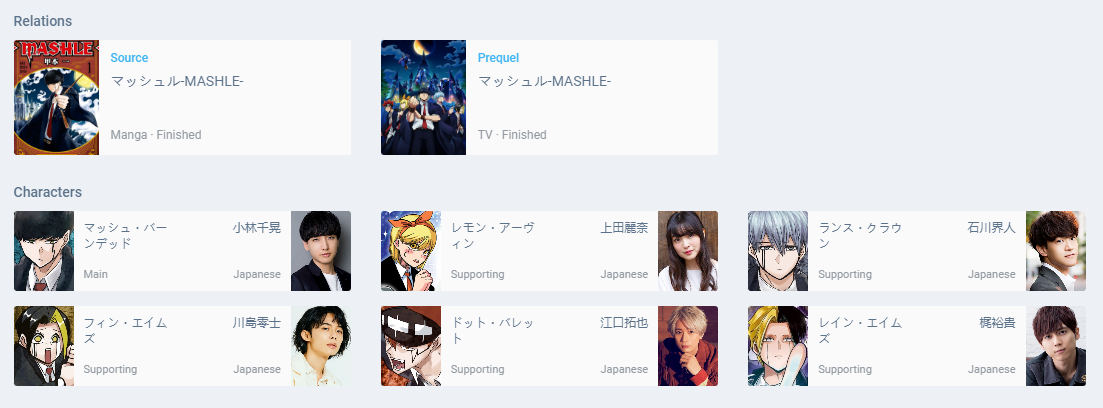 Relations
MASHLE
甲本 一
1
Source
マッシュル-MASHLE-
Manga · Finished
Prequel
マッシュル-MASHLE-
TV · Finished
Characters
マッシュ・バー
ンデッド
小林千晃
Main
Japanese
レモン・アーヴ
ィン
上田麗奈
Supporting
Japanese
ランス・クラウ
ン
石川界人
Supporting
Japanese
フィン・エイム
ズ
川島零士
Supporting
Japanese
ドット・バレッ
ト
江口拓也
Supporting
Japanese
レイン・エイム
ズ
梶裕貴
Supporting
Japanese